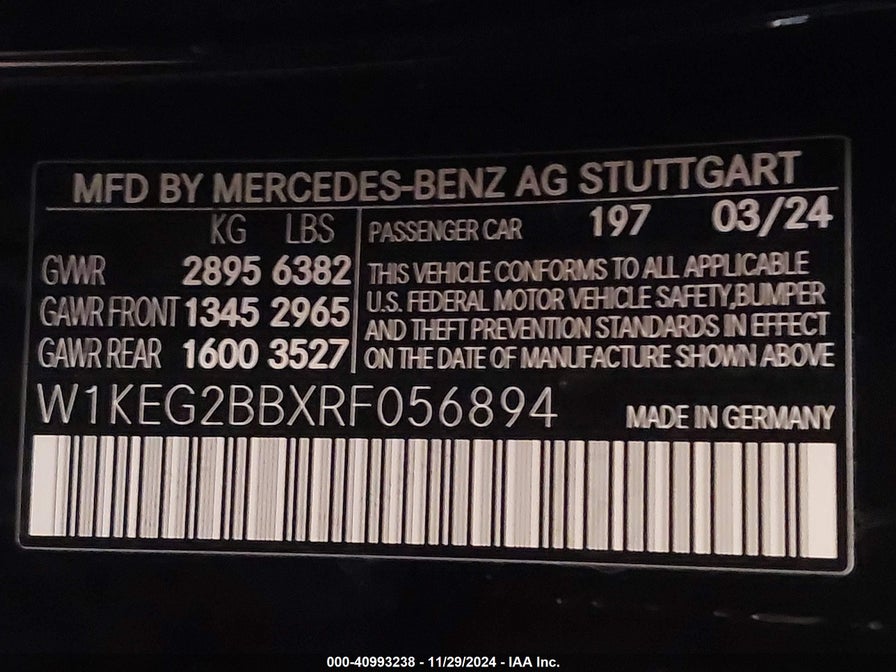 MFD BY MERCEDES-BENZ AG STUTTGART
KG LBS
GVWR 2895 6382
GAWR FRONT 1345 2965
GAWR REAR 1600 3527
PASSENGER CAR 197 03/24
THIS VEHICLE CONFORMS TO ALL APPLICABLE
U.S. FEDERAL MOTOR VEHICLE SAFETY,BUMPER
AND THEFT PREVENTION STANDARDS IN EFFECT
ON THE DATE OF MANUFACTURE SHOWN ABOVE
W1KEG2BBXRF056894
MADE IN GERMANY
000-40993238 - 11/29/2024 - IAA Inc.